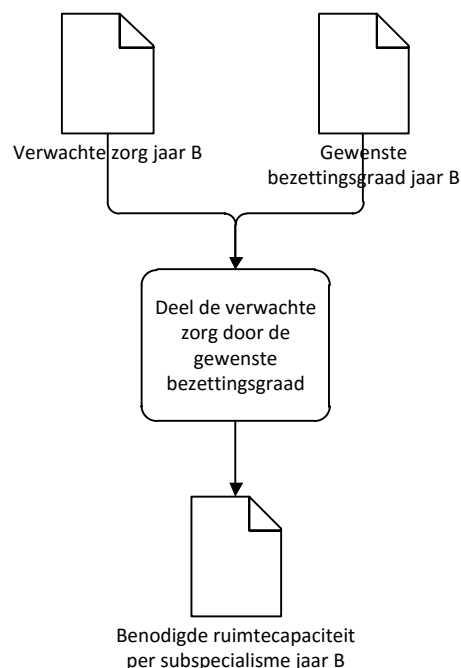 Verwachte zorg jaar B
Gewenste
bezettingsgraad jaar B
Deel de verwachte
zorg door de
gewenste
bezettingsgraad
Benodigde ruimtecapaciteit
per subspecialisme jaar B